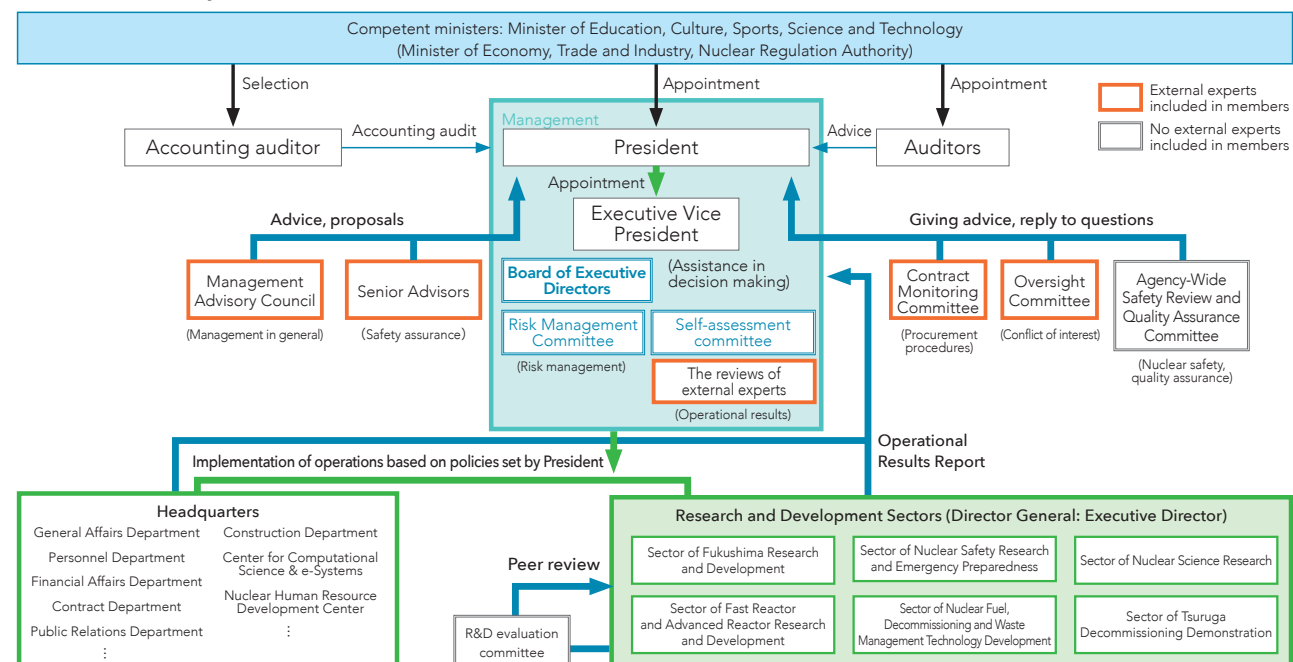 Competent ministers: Minister of Education, Culture, Sports, Science and Technology
(Minister of Economy, Trade and Industry, Nuclear Regulation Authority)
Selection
Appointment
Appointment
External experts
included in members
No external experts
included in members
Management
Accounting auditor
Accounting audit
President
Advice
Auditors
Appointment
Executive Vice
President
(Assistance in
decision making)
Advice, proposals
Management
Advisory Council
(Management in general)
Senior Advisors
(Safety assurance)
Board of Executive
Directors
Risk Management
Committee
(Risk management)
Self-assessment
committee
The reviews of
external experts
(Operational results)
Giving advice, reply to questions
Contract
Monitoring
Committee
(Procurement
procedures)
Oversight
Committee
(Conflict of interest)
Agency-Wide
Safety Review and
Quality Assurance
Committee
(Nuclear safety,
quality assurance)
Operational
Results Report
Implementation of operations based on policies set by President
Headquarters
General Affairs Department
Personnel Department
Financial Affairs Department
Contract Department
Public Relations Department
⋮
Construction Department
Center for Computational
Science & e-Systems
Nuclear Human Resource
Development Center
⋮
Peer review
R&D evaluation
committee
Research and Development Sectors (Director General: Executive Director)
Sector of Fukushima Research
and Development
Sector of Nuclear Safety Research
and Emergency Preparedness
Sector of Nuclear Science Research
Sector of Fast Reactor
and Advanced Reactor Research
and Development
Sector of Nuclear Fuel,
Decommissioning and Waste
Management Technology Development
Sector of Tsuruga
Decommissioning Demonstration